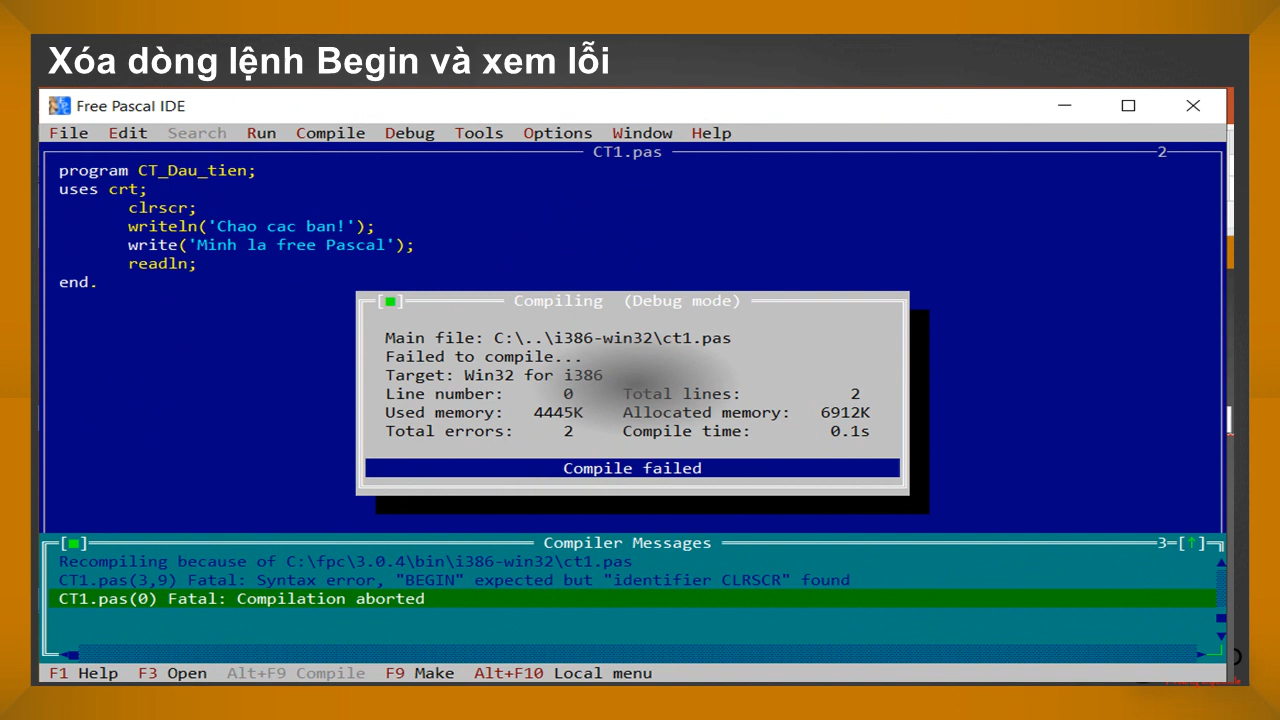 Xóa dòng lệnh Begin và xem lỗi
Free Pascal IDE
File Edit Search Run Compile Debug Tools Options Window Help
CT1.pas 2
program CT_Dau_tien;
uses crt;
clrscr;
writeln('Chao cac ban!');
write('Minh la free Pascal');
readln;
end.
[■] Compiling (Debug mode)
Main file: C:\..\i386-win32\ct1.pas
Failed to compile...
Target: Win32 for i386
Line number: 0 Total lines: 2
Used memory: 4445K Allocated memory: 6912K
Total errors: 2 Compile time: 0.1s
Compile failed
[■] Compiler Messages 3=[↑]
Recompiling because of C:\fpc\3.0.4\bin\i386-win32\ct1.pas
CT1.pas(3,9) Fatal: Syntax error, "BEGIN" expected but "identifier CLRSCR" found
CT1.pas(0) Fatal: Compilation aborted
F1 Help F3 Open Alt+F9 Compile F9 Make Alt+F10 Local menu